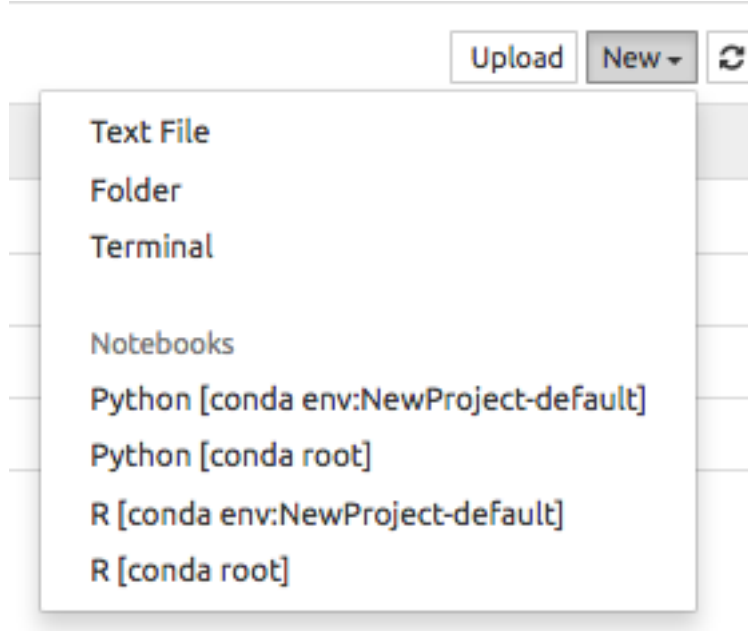 Upload New
Text File
Folder
Terminal
Notebooks
Python [conda env:NewProject-default]
Python [conda root]
R [conda env:NewProject-default]
R [conda root]